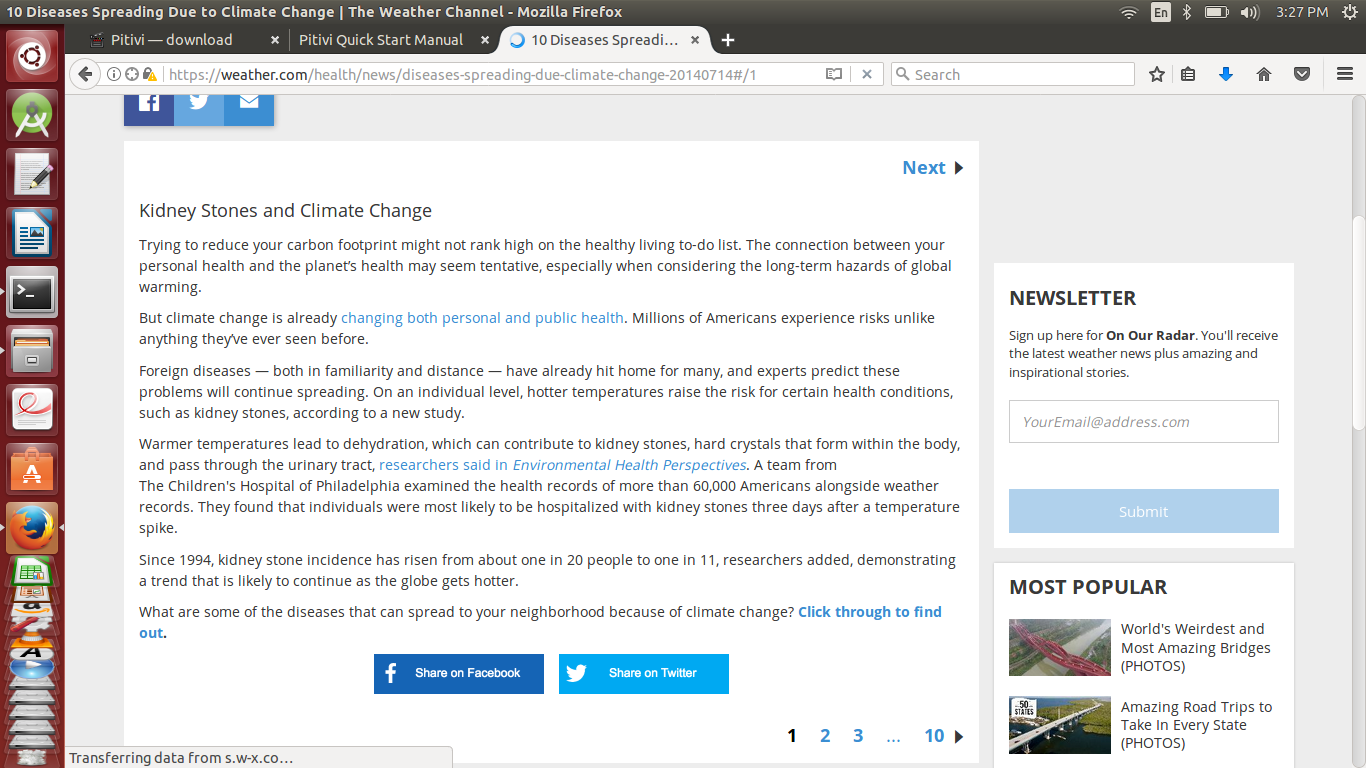 10 Diseases Spreading Due to Climate Change | The Weather Channel - Mozilla Firefox
En
3:27 PM
Pitivi — download
Pitivi Quick Start Manual
10 Diseases Spreadi...
https://weather.com/health/news/diseases-spreading-due-climate-change-20140714#/1
Search
Next
Kidney Stones and Climate Change
Trying to reduce your carbon footprint might not rank high on the healthy living to-do list. The connection between your
personal health and the planet’s health may seem tentative, especially when considering the long-term hazards of global
warming.
But climate change is already changing both personal and public health. Millions of Americans experience risks unlike
anything they’ve ever seen before.
Foreign diseases — both in familiarity and distance — have already hit home for many, and experts predict these
problems will continue spreading. On an individual level, hotter temperatures raise the risk for certain health conditions,
such as kidney stones, according to a new study.
Warmer temperatures lead to dehydration, which can contribute to kidney stones, hard crystals that form within the body,
and pass through the urinary tract, researchers said in Environmental Health Perspectives. A team from
The Children's Hospital of Philadelphia examined the health records of more than 60,000 Americans alongside weather
records. They found that individuals were most likely to be hospitalized with kidney stones three days after a temperature
spike.
Since 1994, kidney stone incidence has risen from about one in 20 people to one in 11, researchers added, demonstrating
a trend that is likely to continue as the globe gets hotter.
What are some of the diseases that can spread to your neighborhood because of climate change? Click through to find
out.
Share on Facebook
Share on Twitter
1 2 3 ... 10
NEWSLETTER
Sign up here for On Our Radar. You'll receive
the latest weather news plus amazing and
inspirational stories.
YourEmail@address.com
Submit
MOST POPULAR
World's Weirdest and
Most Amazing Bridges
(PHOTOS)
50
STATES
Amazing Road Trips to
Take In Every State
(PHOTOS)
Transferring data from s.w-x.co…